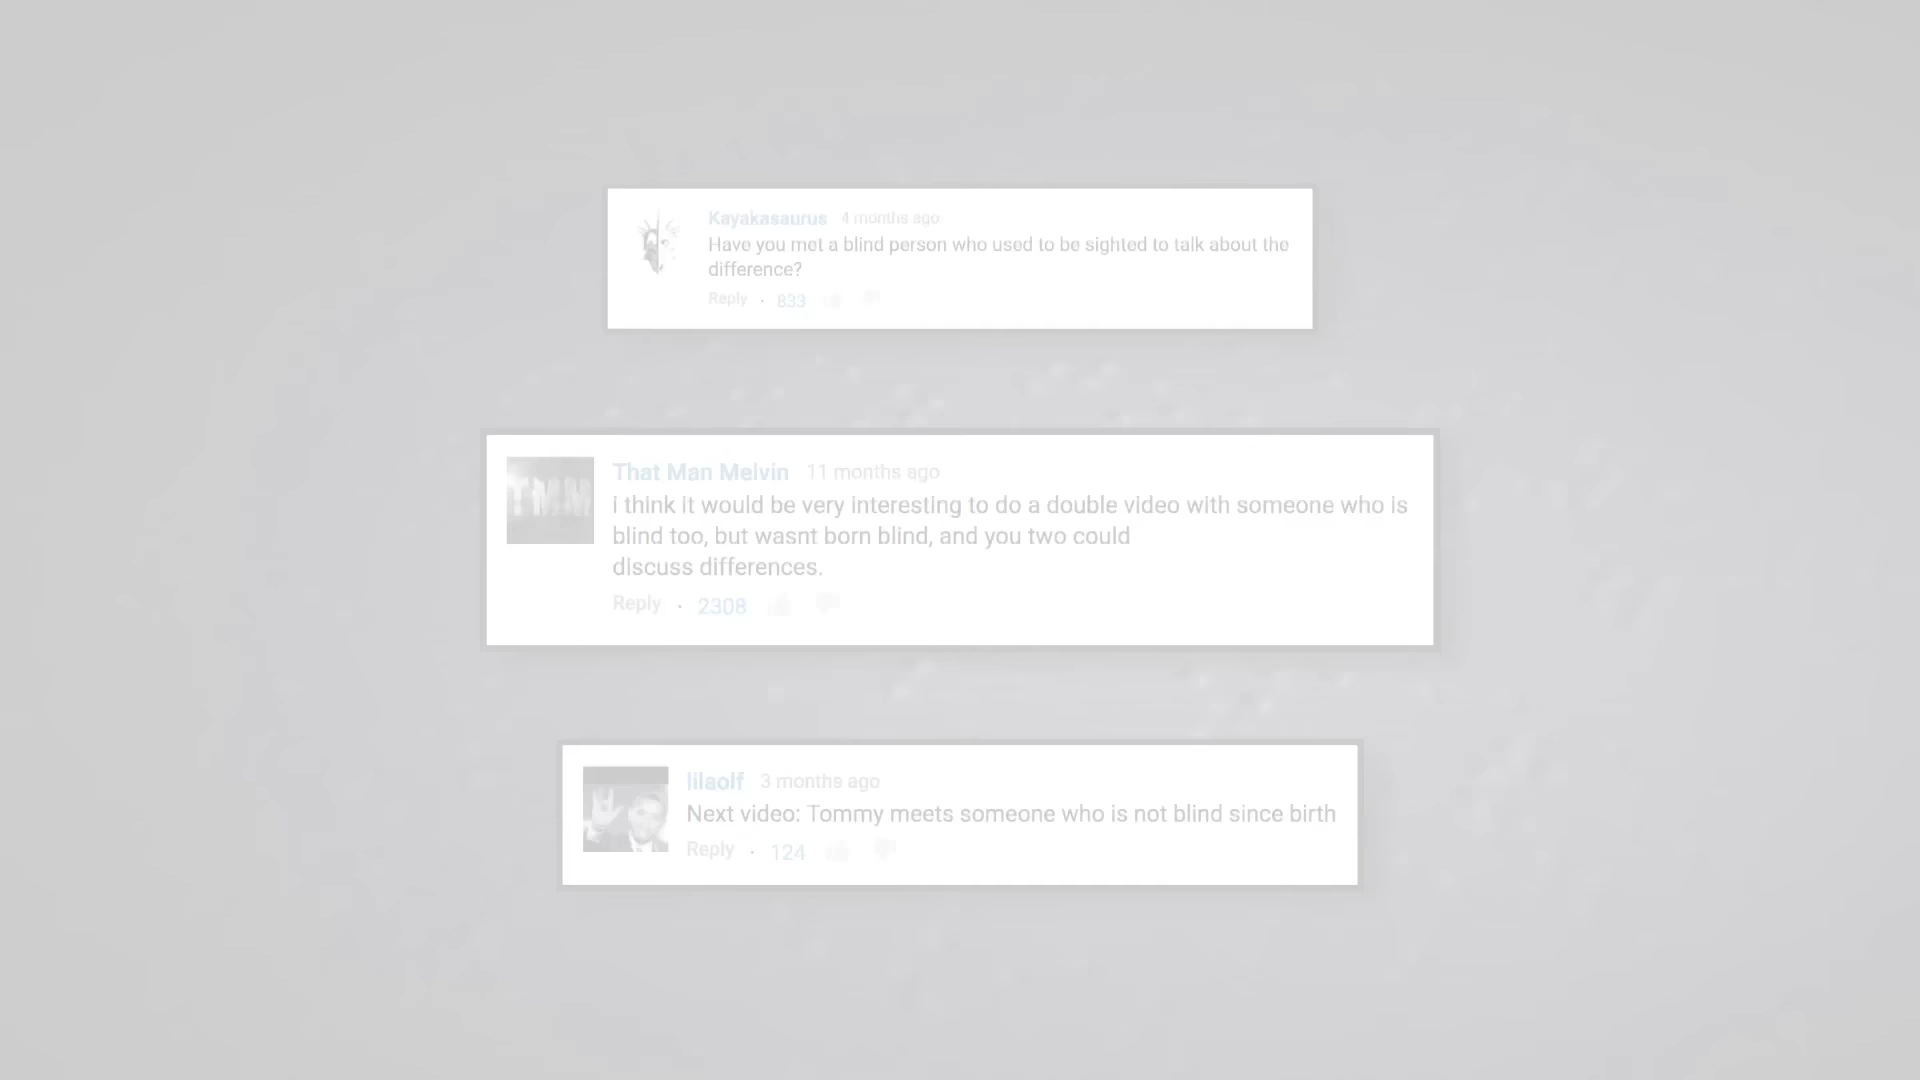 Kayakasaurus 4 months ago
Have you met a blind person who used to be sighted to talk about the
difference?
Reply · 833
TMM
That Man Melvin 11 months ago
i think it would be very interesting to do a double video with someone who is
blind too, but wasnt born blind, and you two could
discuss differences.
Reply · 2308
lilaolf 3 months ago
Next video: Tommy meets someone who is not blind since birth
Reply · 124